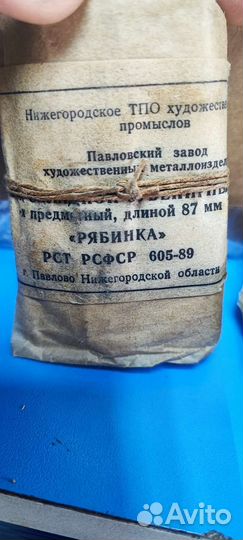 Нижегородское ТПО художестве
промыслов
Павловский завод
художественных металлоиздел
предметный, длиной 87 мм
«РЯБИНКА»
РСТ РСФСР 605-89
г. Павлово Нижегородской области
Avito